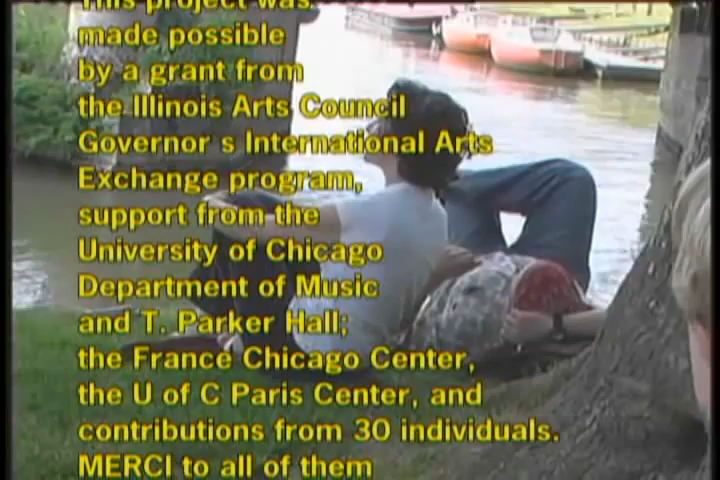 This project was
made possible
by a grant from
the Illinois Arts Council
Governor s International Arts
Exchange program,
support from the
University of Chicago
Department of Music
and T. Parker Hall;
the France Chicago Center,
the U of C Paris Center, and
contributions from 30 individuals.
MERCI to all of them